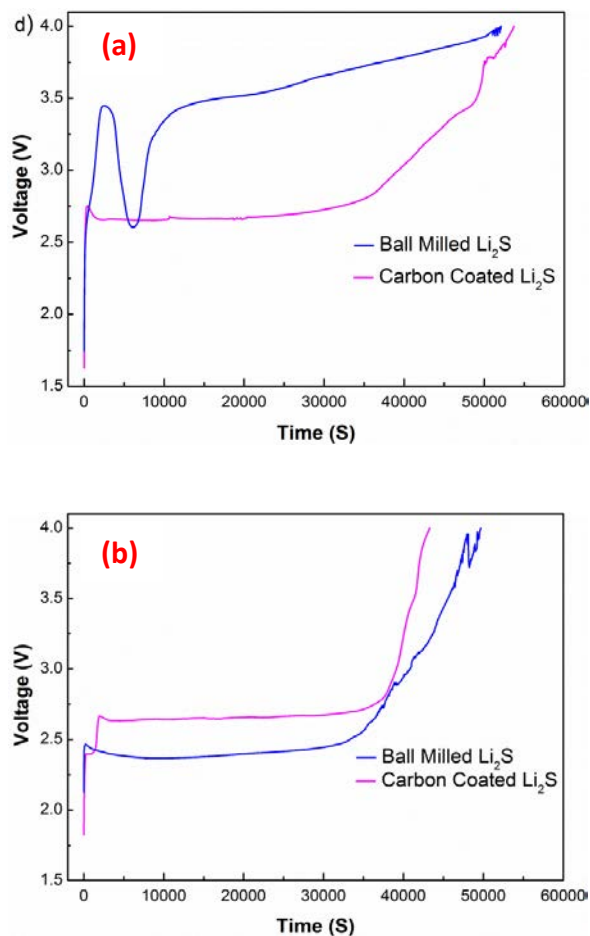 d)
(a)
4.0
3.5
3.0
2.5
2.0
1.5
Voltage (V)
Ball Milled Li₂S
Carbon Coated Li₂S
0 10000 20000 30000 40000 50000 60000
Time (S)
(b)
4.0
3.5
3.0
2.5
2.0
1.5
Voltage (V)
Ball Milled Li₂S
Carbon Coated Li₂S
0 10000 20000 30000 40000 50000 60000
Time (S)